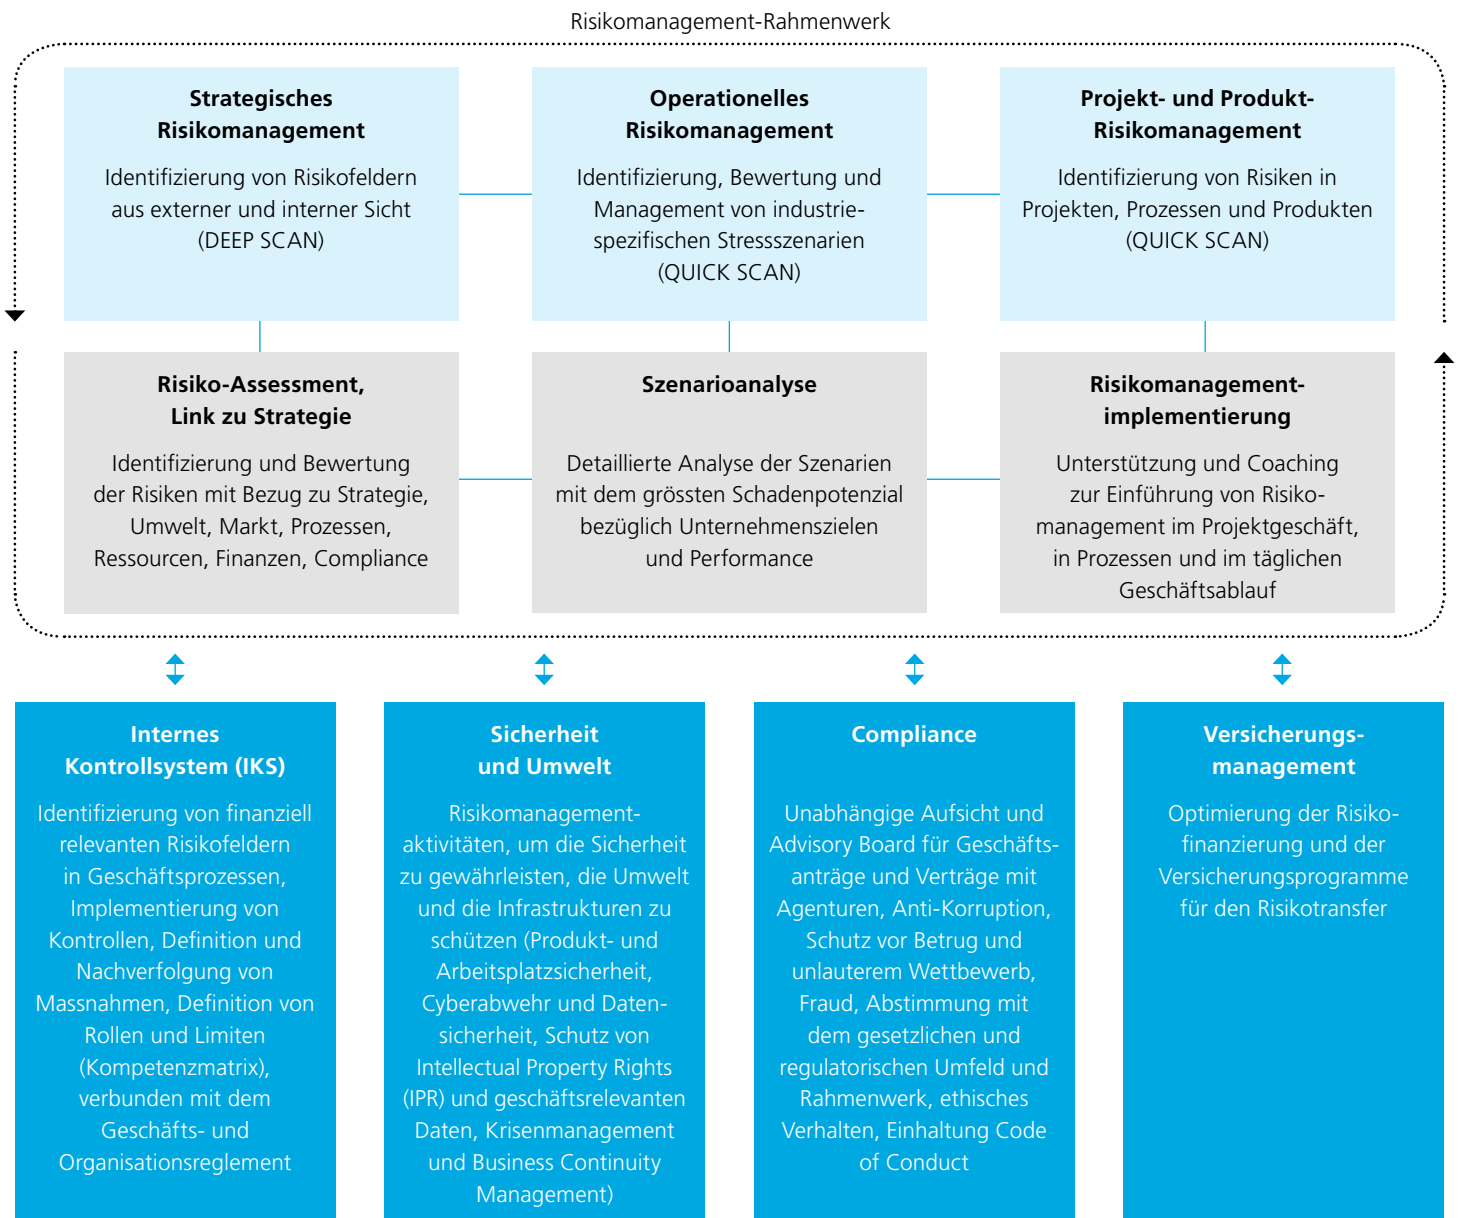 Risikomanagement-Rahmenwerk
Strategisches
Risikomanagement
Identifizierung von Risikofeldern
aus externer und interner Sicht
(DEEP SCAN)
Operationelles
Risikomanagement
Identifizierung, Bewertung und
Management von industrie-
spezifischen Stressszenarien
(QUICK SCAN)
Projekt- und Produkt-
Risikomanagement
Identifizierung von Risiken in
Projekten, Prozessen und Produkten
(QUICK SCAN)
Risiko-Assessment,
Link zu Strategie
Identifizierung und Bewertung
der Risiken mit Bezug zu Strategie,
Umwelt, Markt, Prozessen,
Ressourcen, Finanzen, Compliance
Szenarioanalyse
Detaillierte Analyse der Szenarien
mit dem grössten Schadenpotenzial
bezüglich Unternehmenszielen
und Performance
Risikomanagement-
implementierung
Unterstützung und Coaching
zur Einführung von Risiko-
management im Projektgeschäft,
in Prozessen und im täglichen
Geschäftsablauf
Internes
Kontrollsystem (IKS)
Identifizierung von finanziell
relevanten Risikofeldern
in Geschäftsprozessen,
Implementierung von
Kontrollen, Definition und
Nachverfolgung von
Massnahmen, Definition von
Rollen und Limiten
(Kompetenzmatrix),
verbunden mit dem
Geschäfts- und
Organisationsreglement
Sicherheit
und Umwelt
Risikomanagement-
aktivitäten, um die Sicherheit
zu gewährleisten, die Umwelt
und die Infrastrukturen zu
schützen (Produkt- und
Arbeitsplatzsicherheit,
Cyberabwehr und Daten-
sicherheit, Schutz von
Intellectual Property Rights
(IPR) und geschäftsrelevanten
Daten, Krisenmanagement
und Business Continuity
Management)
Compliance
Unabhängige Aufsicht und
Advisory Board für Geschäfts-
anträge und Verträge mit
Agenturen, Anti-Korruption,
Schutz vor Betrug und
unlauterem Wettbewerb,
Fraud, Abstimmung mit
dem gesetzlichen und
regulatorischen Umfeld und
Rahmenwerk, ethisches
Verhalten, Einhaltung Code
of Conduct
Versicherungs-
management
Optimierung der Risiko-
finanzierung und der
Versicherungsprogramme
für den Risikotransfer